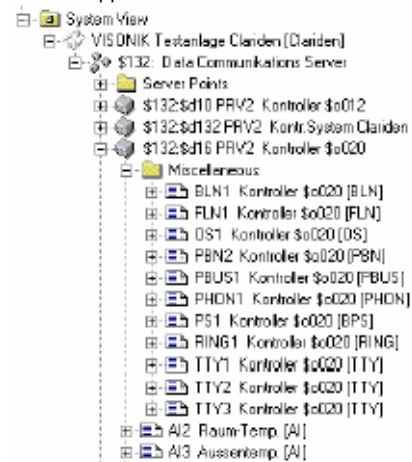 System View
VISONIK Testanlage Clariden [Clariden]
$132: Data Communikations Server
Server Points
$132:$d10 PRV2 Kontroller $o012
$132:$d132 PRV2 Kontr.System Clariden
$132:$d16 PRV2 Kontroller $o020
Miscellaneous
BLN1 Kontroller $o020 [BLN]
FLN1 Kontroller $o020 [FLN]
OS1 Kontroller $o020 [OS]
PBN2 Kontroller $o020 [PBN]
PBUS1 Kontroller $o020 [PBUS]
PHON1 Kontroller $o020 [PHON]
PS1 Kontroller $o020 [BPS]
RING1 Kontroller $o020 [RING]
TTY1 Kontroller $o020 [TTY]
TTY2 Kontroller $o020 [TTY]
TTY3 Kontroller $o020 [TTY]
AI2 Raum-Temp. [AI]
AI3 Aussentemp. [AI]